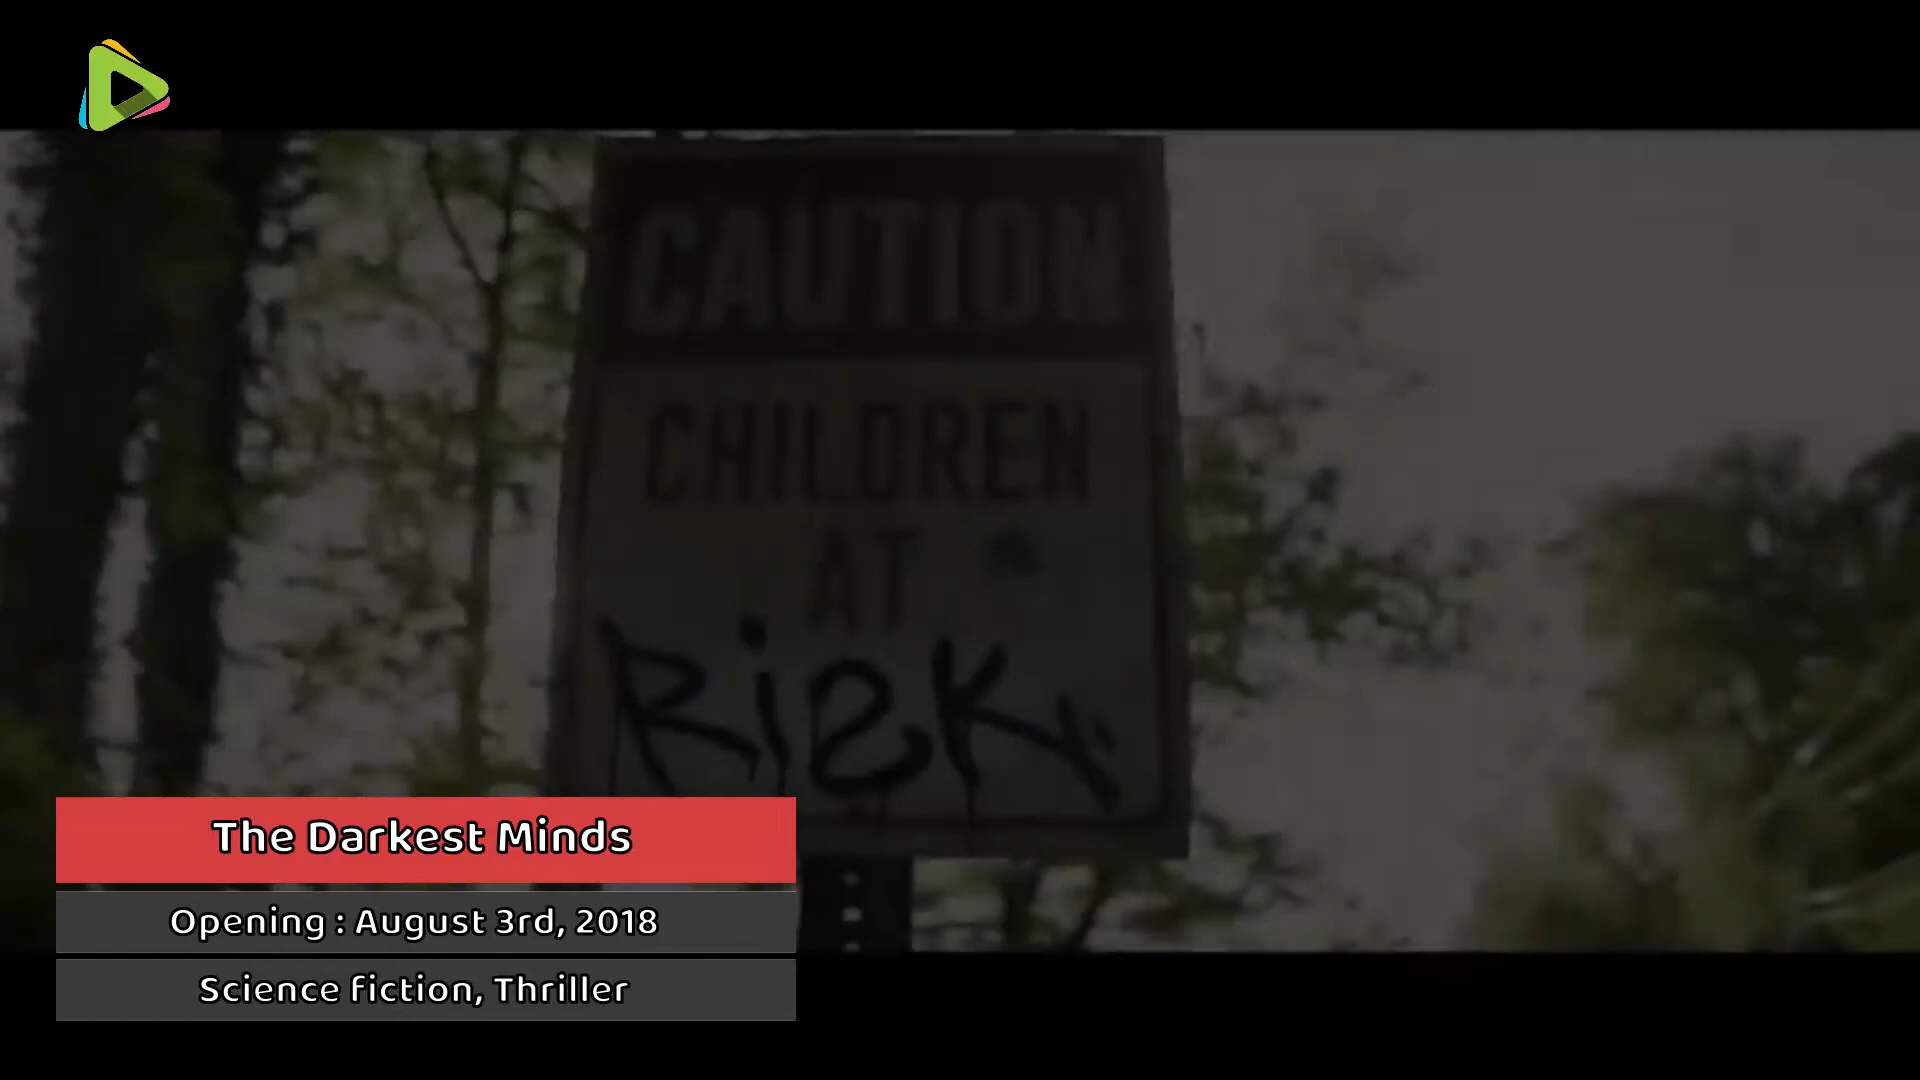 CAUTION
CHILDREN
AT
RisK
The Darkest Minds
Opening : August 3rd, 2018
Science fiction, Thriller